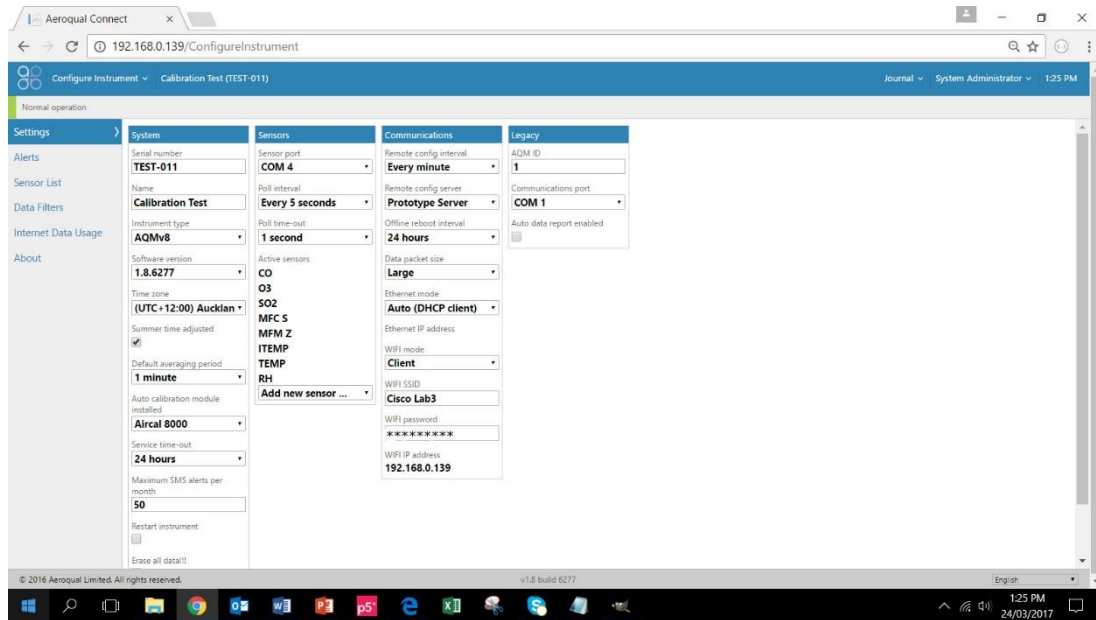 Aeroqual Connect
192.168.0.139/ConfigureInstrument
Configure Instrument Calibration Test (TEST-011) Journal System Administrator 1:25 PM
Normal operation
Settings
Alerts
Sensor List
Data Filters
Internet Data Usage
About
System
Serial number
TEST-011
Name
Calibration Test
Instrument type
AQMv8
Software version
1.8.6277
Time zone
(UTC+12:00) Aucklan
Summer time adjusted
Default averaging period
1 minute
Auto calibration module
installed
Aircal 8000
Service time-out
24 hours
Maximum SMS alerts per
month
50
Restart instrument
Erase all data!!!
Sensors
Sensor port
COM 4
Poll interval
Every 5 seconds
Poll time-out
1 second
Active sensors
CO
O3
SO2
MFC S
MFM Z
ITEMP
TEMP
RH
Add new sensor ...
Communications
Remote config interval
Every minute
Remote config server
Prototype Server
Offline reboot interval
24 hours
Data packet size
Large
Ethernet mode
Auto (DHCP client)
Ethernet IP address
WIFI mode
Client
WIFI SSID
Cisco Lab3
WIFI password
*********
WIFI IP address
192.168.0.139
Legacy
AQM ID
1
Communications port
COM 1
Auto data report enabled
© 2016 Aeroqual Limited. All rights reserved. v1.8 build 6277 English
p5*
1:25 PM
24/03/2017